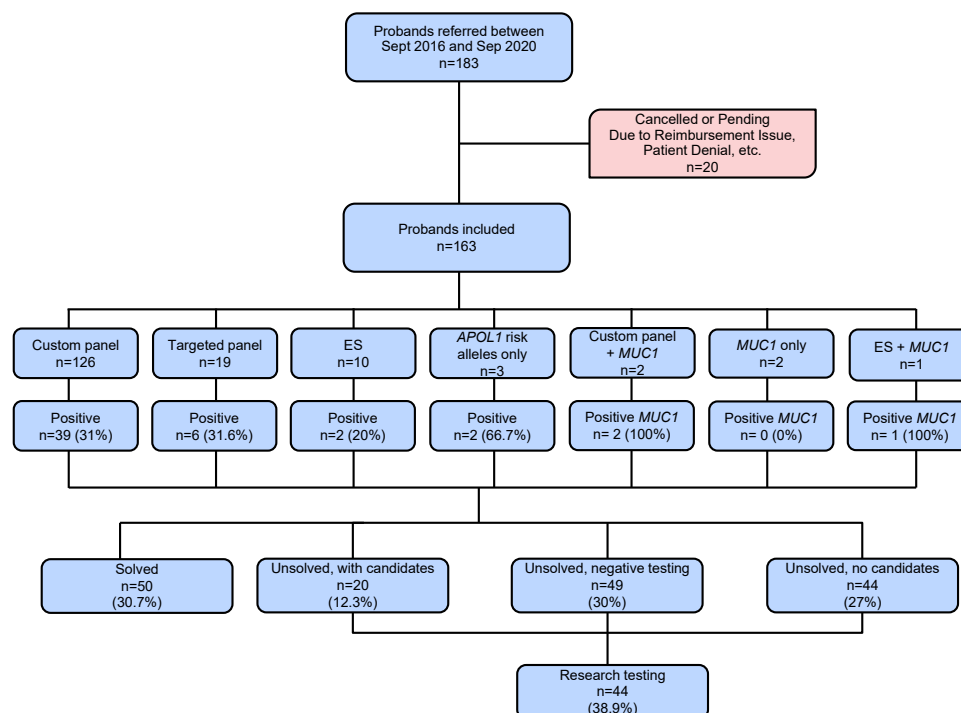 Probands referred between
Sept 2016 and Sep 2020
n=183
Cancelled or Pending
Due to Reimbursement Issue,
Patient Denial, etc.
n=20
Probands included
n=163
Custom panel
n=126
Targeted panel
n=19
ES
n=10
APOL1 risk
alleles only
n=3
Custom panel
+ MUC1
n=2
MUC1 only
n=2
ES + MUC1
n=1
Positive
n=39 (31%)
Positive
n=6 (31.6%)
Positive
n=2 (20%)
Positive
n=2 (66.7%)
Positive MUC1
n= 2 (100%)
Positive MUC1
n= 0 (0%)
Positive MUC1
n= 1 (100%)
Solved
n=50
(30.7%)
Unsolved, with candidates
n=20
(12.3%)
Unsolved, negative testing
n=49
(30%)
Unsolved, no candidates
n=44
(27%)
Research testing
n=44
(38.9%)